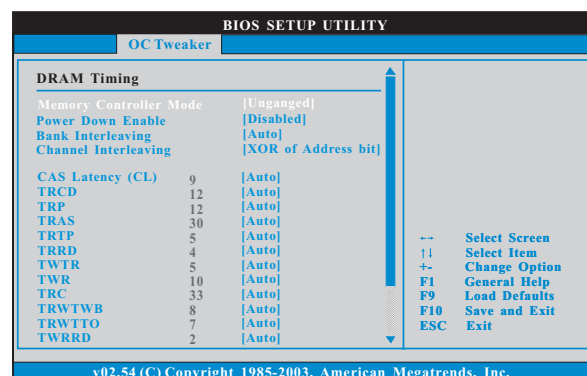 BIOS SETUP UTILITY
OC Tweaker
DRAM Timing
Memory Controller Mode [Unganged]
Power Down Enable [Disabled]
Bank Interleaving [Auto]
Channel Interleaving [XOR of Address bit]
CAS Latency (CL) 9 [Auto]
TRCD 12 [Auto]
TRP 12 [Auto]
TRAS 30 [Auto]
TRTP 5 [Auto]
TRRD 4 [Auto]
TWTR 5 [Auto]
TWR 10 [Auto]
TRC 33 [Auto]
TRWTWB 8 [Auto]
TRWTTO 7 [Auto]
TWRRD 2 [Auto]
←→ Select Screen
↑↓ Select Item
+- Change Option
F1 General Help
F9 Load Defaults
F10 Save and Exit
ESC Exit
v02.54 (C) Copyright 1985-2003, American Megatrends, Inc.